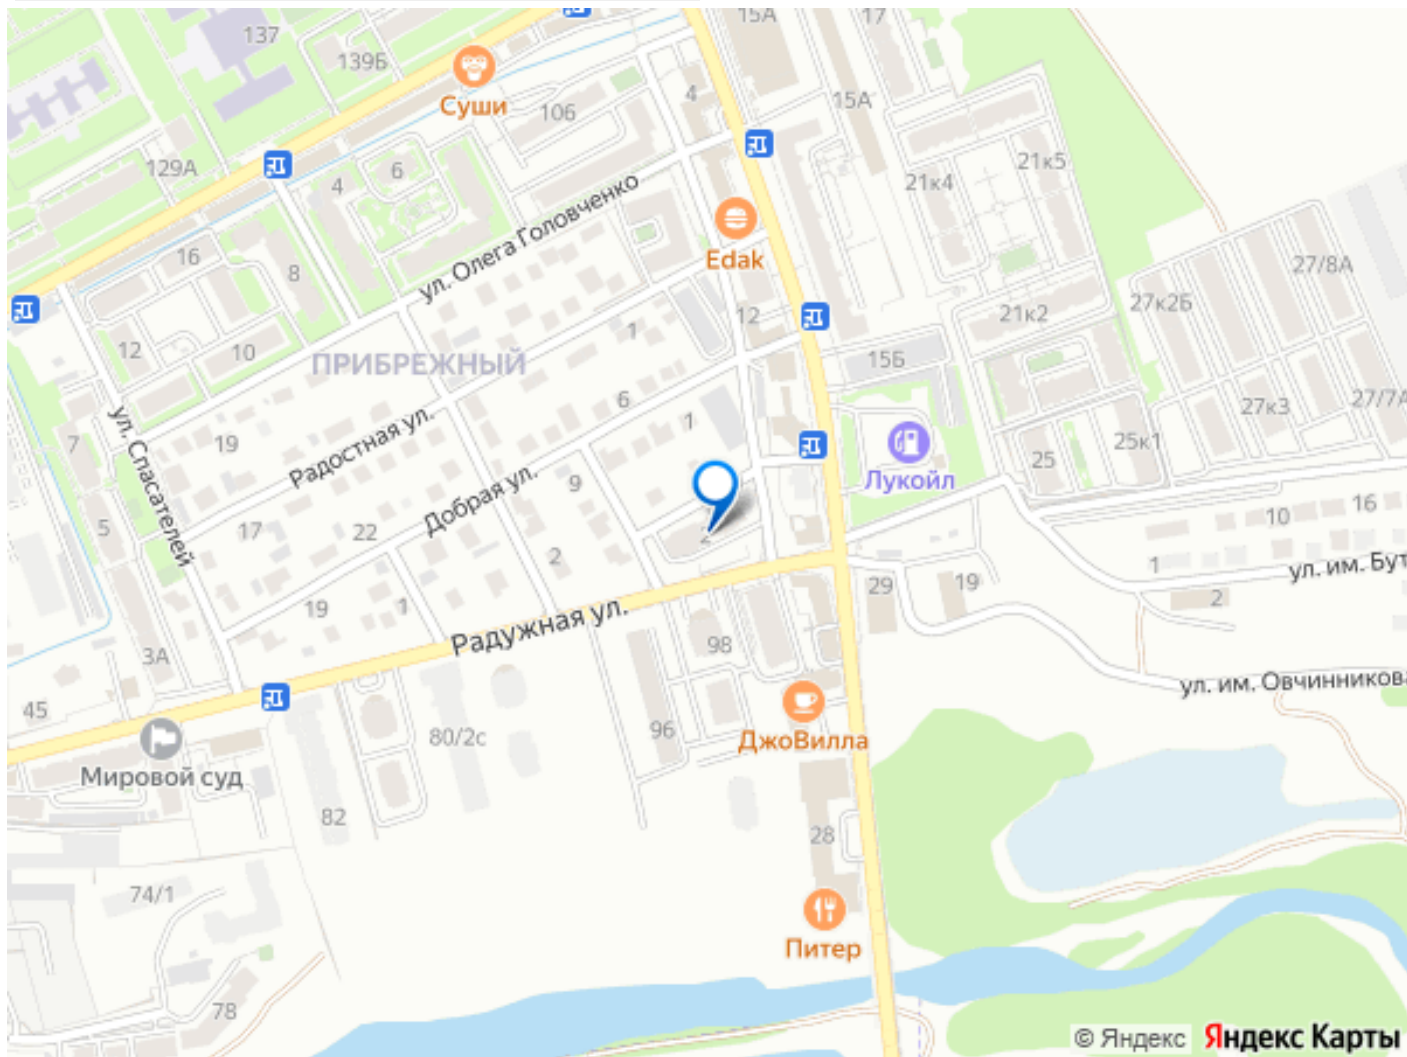 137
15А
17
139Б
Суши
106
4
15А
129А
4
6
21к5
21к4
ул. Олега Головченко
Edak
16
8
27/8А
27к2Б
12
21к2
1
12
10
ПРИБРЕЖНЫЙ
15Б
6
1
27к3
27/7А
ул. Спасателей
7
19
Радостная ул.
25к1
25
Лукойл
Добрая ул.
9
5
17
22
2
16
10
2
1
ул. им. Бут
29
19
2
19
1
Радужная ул.
98
3А
ул. им. Овчинникова
45
96
80/2с
ДжоВилла
Мировой суд
82
28
74/1
Питер
78
© Яндекс Яндекс Карты